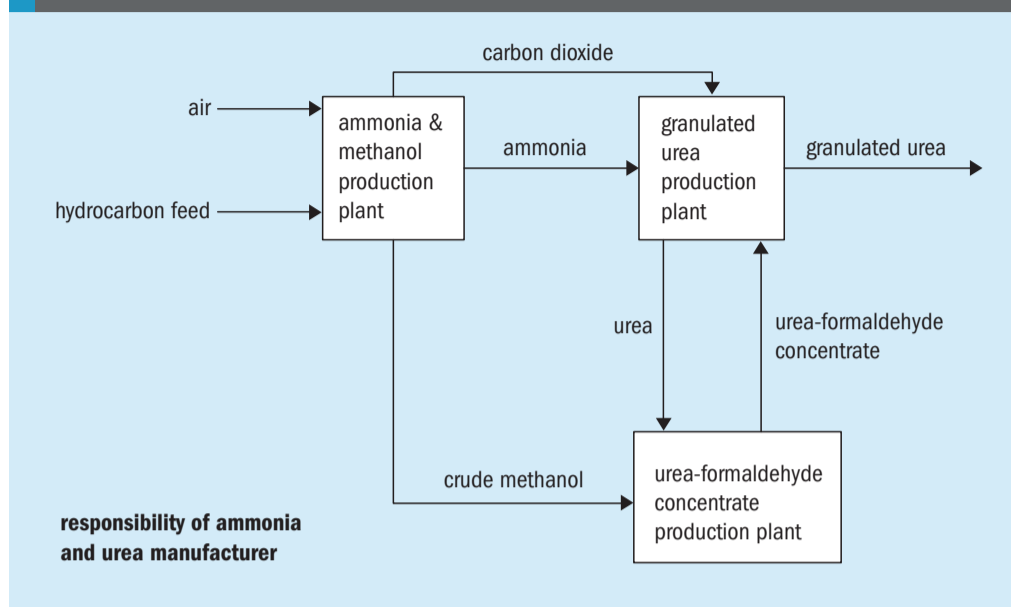 carbon dioxide
air
ammonia &
methanol
production
plant
ammonia
granulated
urea
production
plant
granulated urea
hydrocarbon feed
urea
urea-formaldehyde
concentrate
crude methanol
urea-formaldehyde
concentrate
production plant
responsibility of ammonia
and urea manufacturer